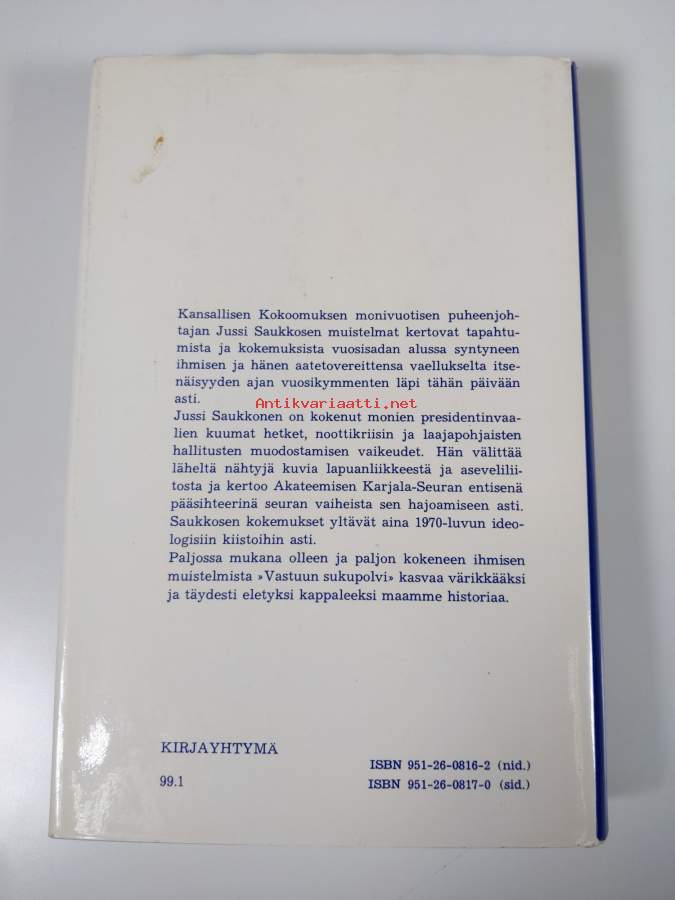 Kansallisen Kokoomuksen monivuotisen puheenjoh-
tajan Jussi Saukkosen muistelmat kertovat tapahtu-
mista ja kokemuksista vuosisadan alussa syntyneen
ihmisen ja hänen aatetovereittensa vaellukselta itse-
näisyyden ajan vuosikymmenten läpi tähän päivään
asti.
Antikvariaatti.net
Jussi Saukkonen on kokenut monien presidentinvaa-
lien kuumat hetket, noottikriisin ja laajapohjaisten
hallitusten muodostamisen vaikeudet. Hän välittää
läheltä nähtyjä kuvia lapuanliikkeestä ja asevelilii-
tosta ja kertoo Akateemisen Karjala-Seuran entisenä
pääsihteerinä seuran vaiheista sen hajoamiseen asti.
Saukkosen kokemukset yltävät aina 1970-luvun ideo-
logisiin kiistoihin asti.
Paljossa mukana olleen ja paljon kokeneen ihmisen
muistelmista »Vastuun sukupolvi» kasvaa värikkääksi
ja täydesti eletyksi kappaleeksi maamme historiaa.
KIRJAYHTYMÄ
99.1
ISBN 951-26-0816-2 (nid.)
ISBN 951-26-0817-0 (sid.)